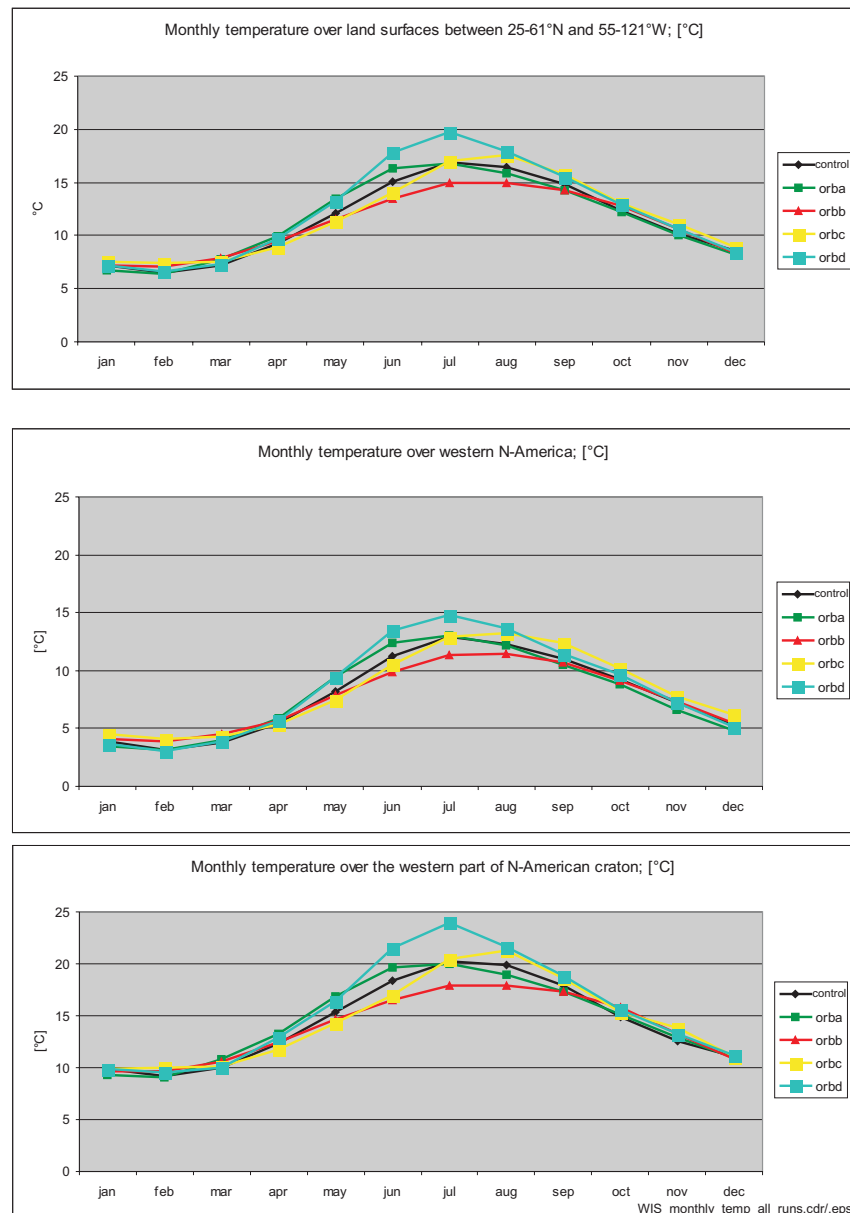 Monthly temperature over land surfaces between 25-61°N and 55-121°W; [°C]
25
20
15
10
5
0
°C
jan feb mar apr may jun jul aug sep oct nov dec
control
orba
orbb
orbc
orbd
Monthly temperature over western N-America; [°C]
25
20
15
10
5
0
[°C]
jan feb mar apr may jun jul aug sep oct nov dec
control
orba
orbb
orbc
orbd
Monthly temperature over the western part of N-American craton; [°C]
25
20
15
10
5
0
[°C]
jan feb mar apr may jun jul aug sep oct nov dec
control
orba
orbb
orbc
orbd
WIS_monthly_temp_all_runs.cdr/.eps